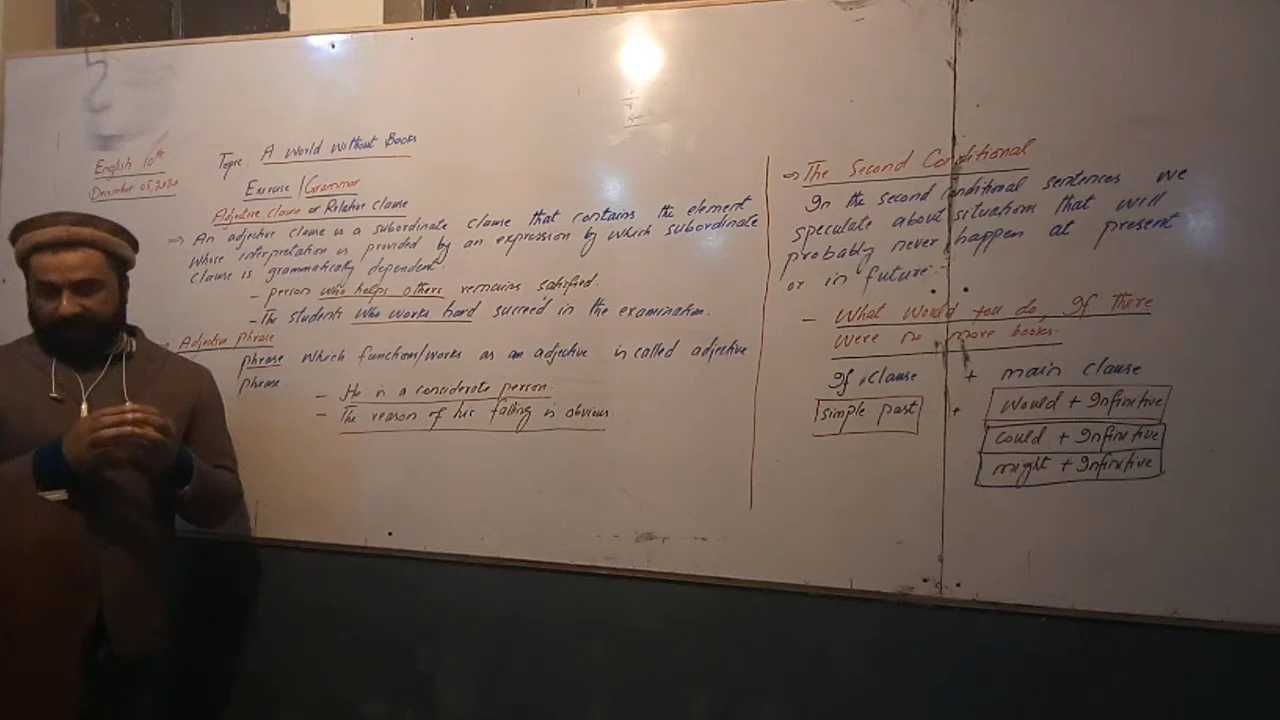 English 10th
December 05, 2020
Topic: A World Without Books
Exercise / Grammar
Adjective clause or Relative clause
⇒ An adjective clause is a subordinate clause that contains the element
whose interpretation is provided by an expression by which subordinate
clause is grammatically dependent.
- person who helps others remains satisfied.
- The students who works hard succeed in the examination.
Adjective phrase
phrase which functions/works as an adjective is called adjective
phrase.
- He is a considerate person.
- The reason of his failing is obvious.
⇒ The Second Conditional
In the second conditional sentences we
speculate about situations that will
probably never happen at present
or in future.
- What would you do, If There
were no more books.
If clause + main clause
simple past + would + Infinitive
could + Infinitive
might + Infinitive